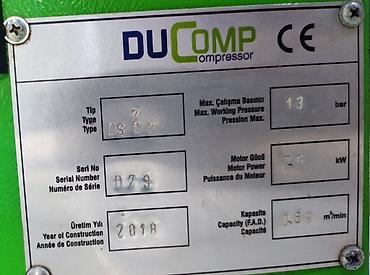 DUCOMP
compressor
CE
Tip
Type
Type
Max. Çalışma Basıncı
Max. Working Pressure
Pression Max.
13
bar
Seri No
Serial Number
Numéro de Série
029
Motor Gücü
Motor Power
Puissance du Moteur
kW
Üretim Yılı
Year of Construction
Année de Construction
2018
Kapasite
Capacity (F.A.D.)
Capacité
m³/min